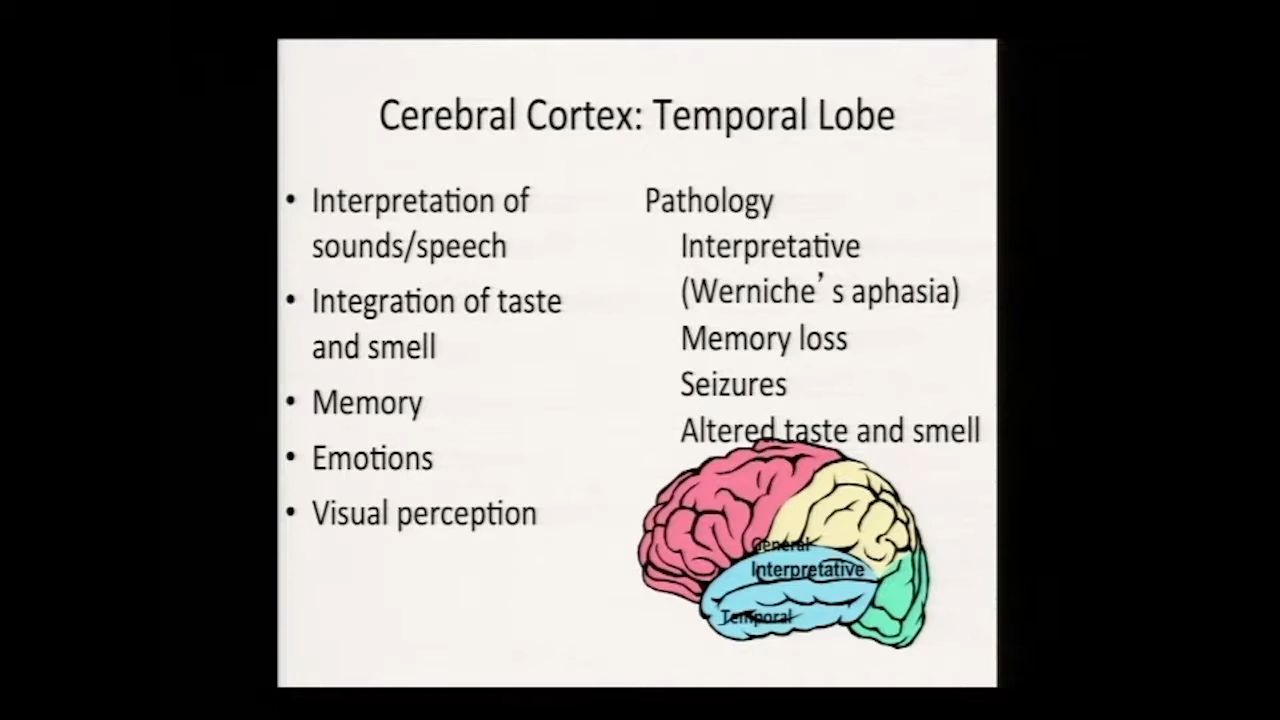 Cerebral Cortex: Temporal Lobe
• Interpretation of
sounds/speech
• Integration of taste
and smell
• Memory
• Emotions
• Visual perception
Pathology
Interpretative
(Werniche's aphasia)
Memory loss
Seizures
Altered taste and smell
General
Interpretative
Temporal